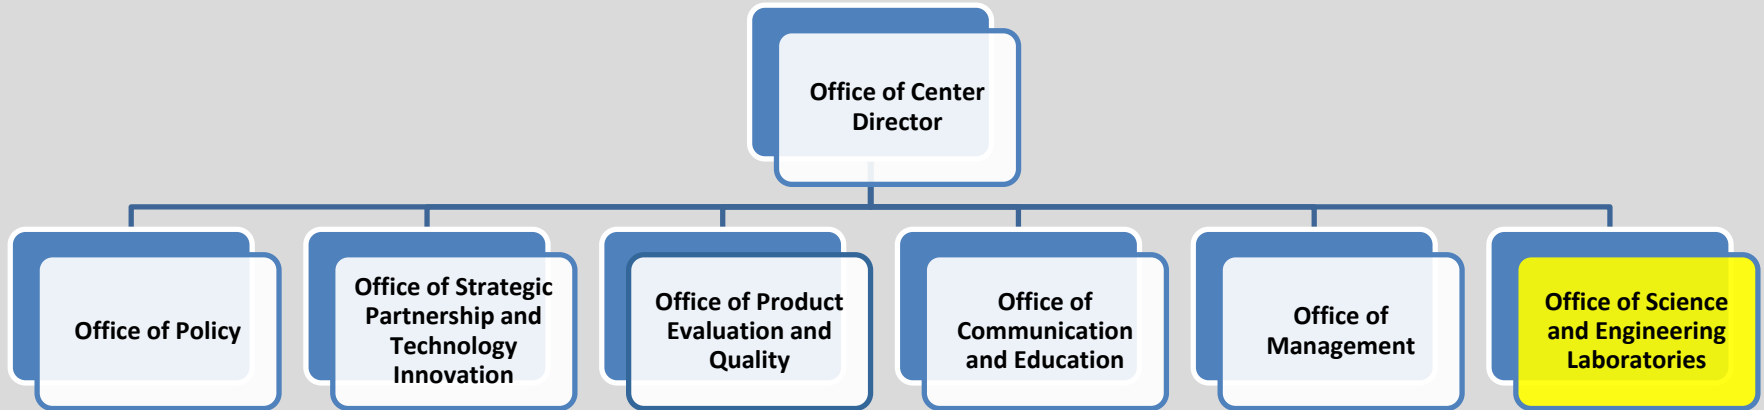 Office of Center
Director
Office of Policy
Office of Strategic
Partnership and
Technology
Innovation
Office of Product
Evaluation and
Quality
Office of
Communication
and Education
Office of
Management
Office of Science
and Engineering
Laboratories